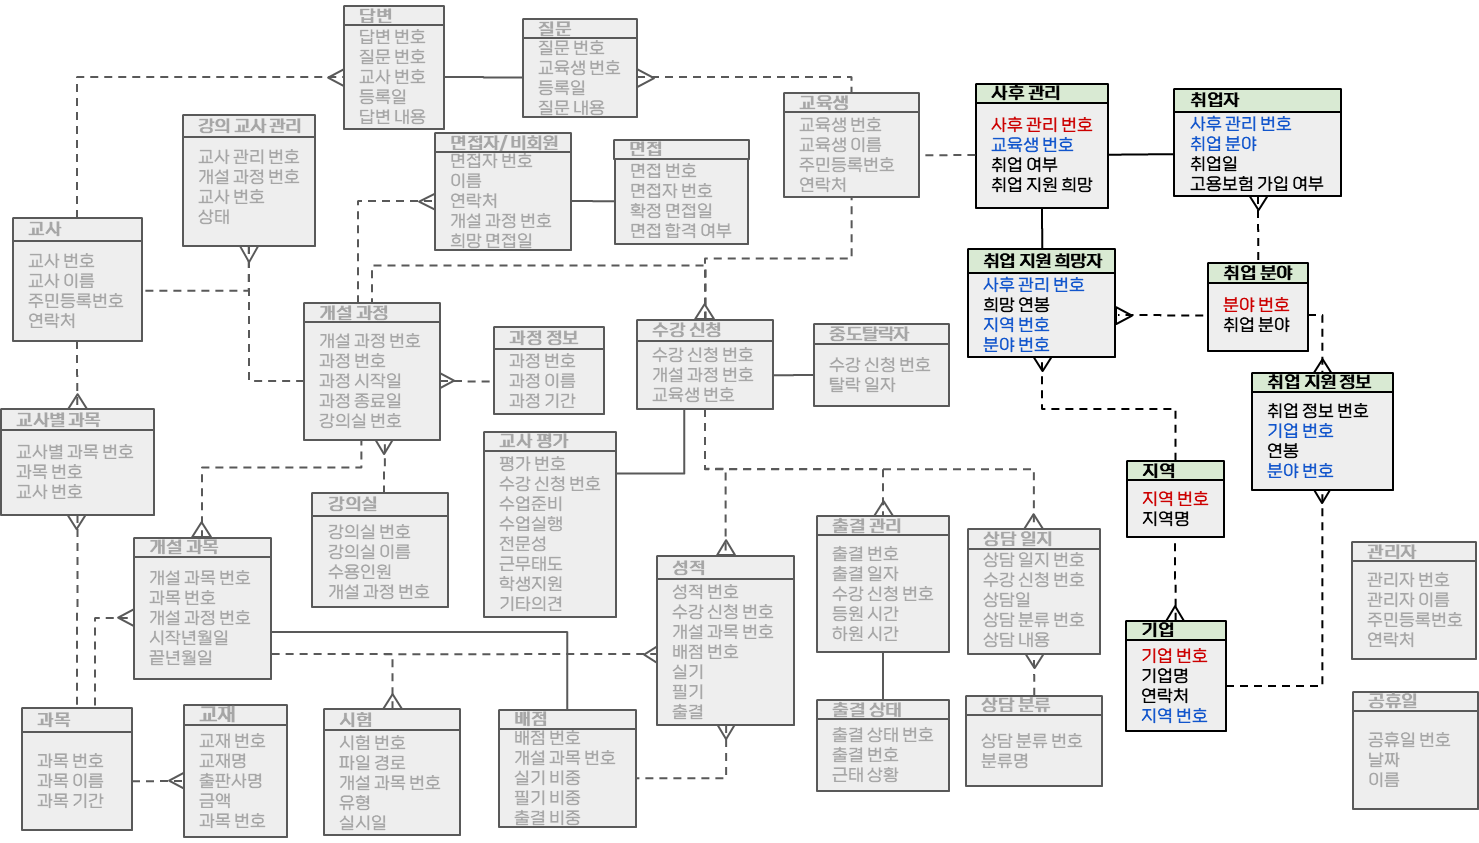 답변
답변 번호
질문 번호
교사 번호
등록일
답변 내용
질문
질문 번호
교육생 번호
등록일
질문 내용
교육생
교육생 번호
교육생 이름
주민등록번호
연락처
사후 관리
사후 관리 번호
교육생 번호
취업 여부
취업 지원 희망
취업자
사후 관리 번호
취업 분야
취업일
고용보험 가입 여부
강의 교사 관리
교사 관리 번호
개설 과정 번호
교사 번호
상태
면접자/ 비회원
면접자 번호
이름
연락처
개설 과정 번호
희망 면접일
면접
면접 번호
면접자 번호
확정 면접일
면접 합격 여부
교사
교사 번호
교사 이름
주민등록번호
연락처
취업 지원 희망자
사후 관리 번호
희망 연봉
지역 번호
분야 번호
취업 분야
분야 번호
취업 분야
개설 과정
개설 과정 번호
과정 번호
과정 시작일
과정 종료일
강의실 번호
과정 정보
과정 번호
과정 이름
과정 기간
수강 신청
수강 신청 번호
개설 과정 번호
교육생 번호
중도탈락자
수강 신청 번호
탈락 일자
취업 지원 정보
취업 정보 번호
기업 번호
연봉
분야 번호
교사별 과목
교사별 과목 번호
과목 번호
교사 번호
교사 평가
평가 번호
수강 신청 번호
수업준비
수업실행
전문성
근무태도
학생지원
기타의견
지역
지역 번호
지역명
강의실
강의실 번호
강의실 이름
수용인원
개설 과정 번호
개설 과목
개설 과목 번호
과목 번호
개설 과정 번호
시작년월일
끝년월일
성적
성적 번호
수강 신청 번호
개설 과목 번호
배점 번호
실기
필기
출결
출결 관리
출결 번호
출결 일자
수강 신청 번호
등원 시간
하원 시간
상담 일지
상담 일지 번호
수강 신청 번호
상담일
상담 분류 번호
상담 내용
관리자
관리자 번호
관리자 이름
주민등록번호
연락처
기업
기업 번호
기업명
연락처
지역 번호
과목
과목 번호
과목 이름
과목 기간
교재
교재 번호
교재명
출판사명
금액
과목 번호
시험
시험 번호
파일 경로
개설 과목 번호
유형
실시일
배점
배점 번호
개설 과목 번호
실기 비중
필기 비중
출결 비중
출결 상태
출결 상태 번호
출결 번호
근태 상황
상담 분류
상담 분류 번호
분류명
공휴일
공휴일 번호
날짜
이름